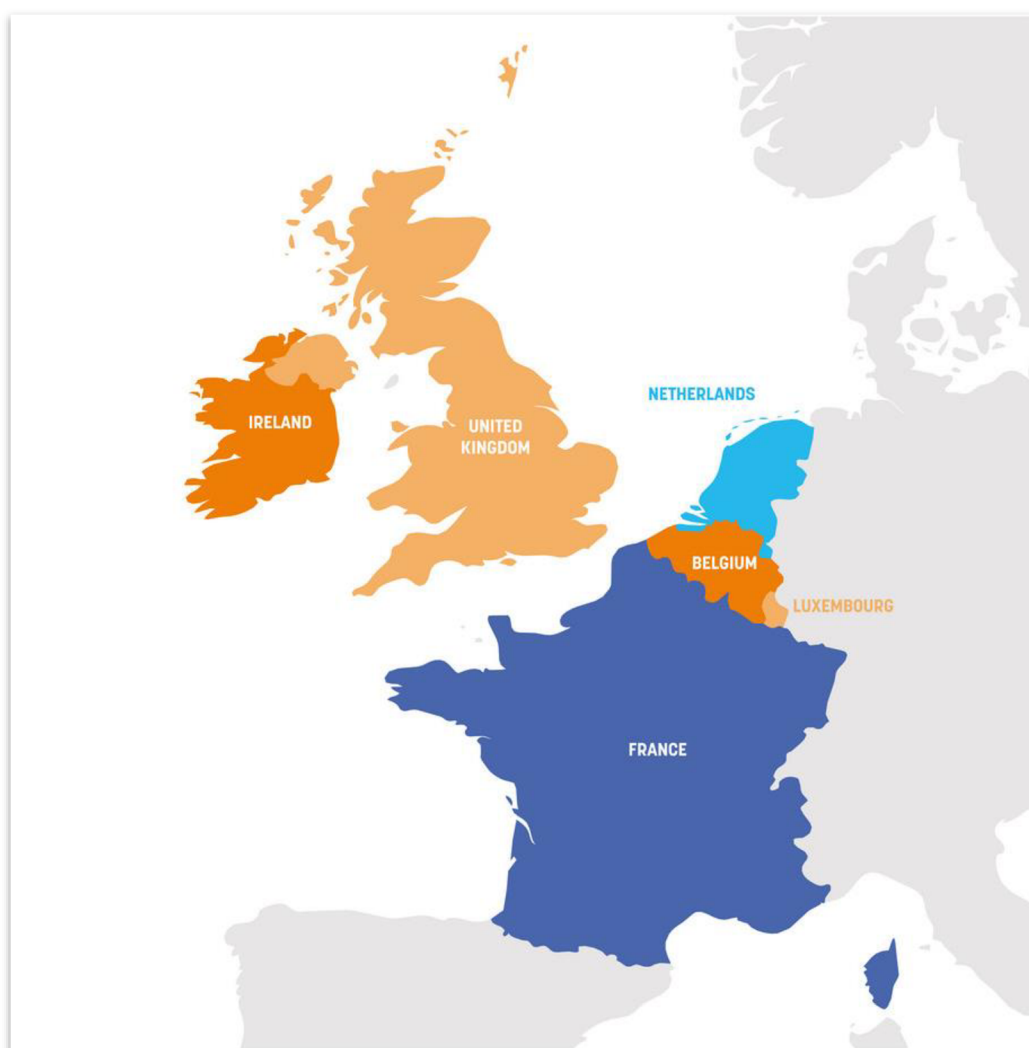 NETHERLANDS
IRELAND
UNITED
KINGDOM
BELGIUM
LUXEMBOURG
FRANCE